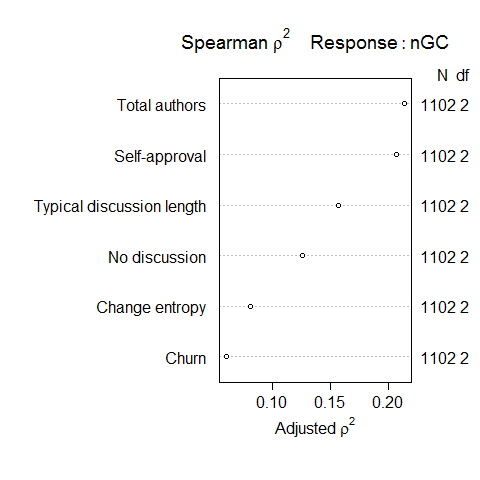 Spearman ρ² Response : nGC
N df
Total authors 1102 2
Self-approval 1102 2
Typical discussion length 1102 2
No discussion 1102 2
Change entropy 1102 2
Churn 1102 2
0.10 0.15 0.20
Adjusted ρ²